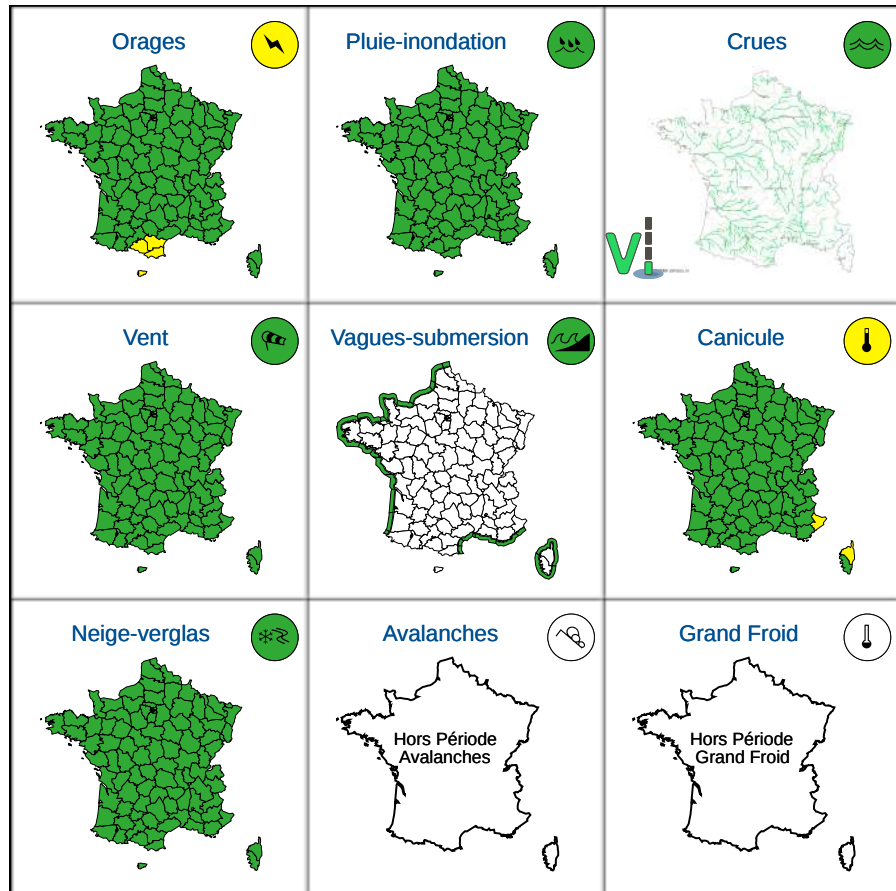 Orages
Pluie-inondation
Crues
Vent
Vagues-submersion
Canicule
Neige-verglas
Avalanches
Grand Froid
Hors Période
Avalanches
Hors Période
Grand Froid